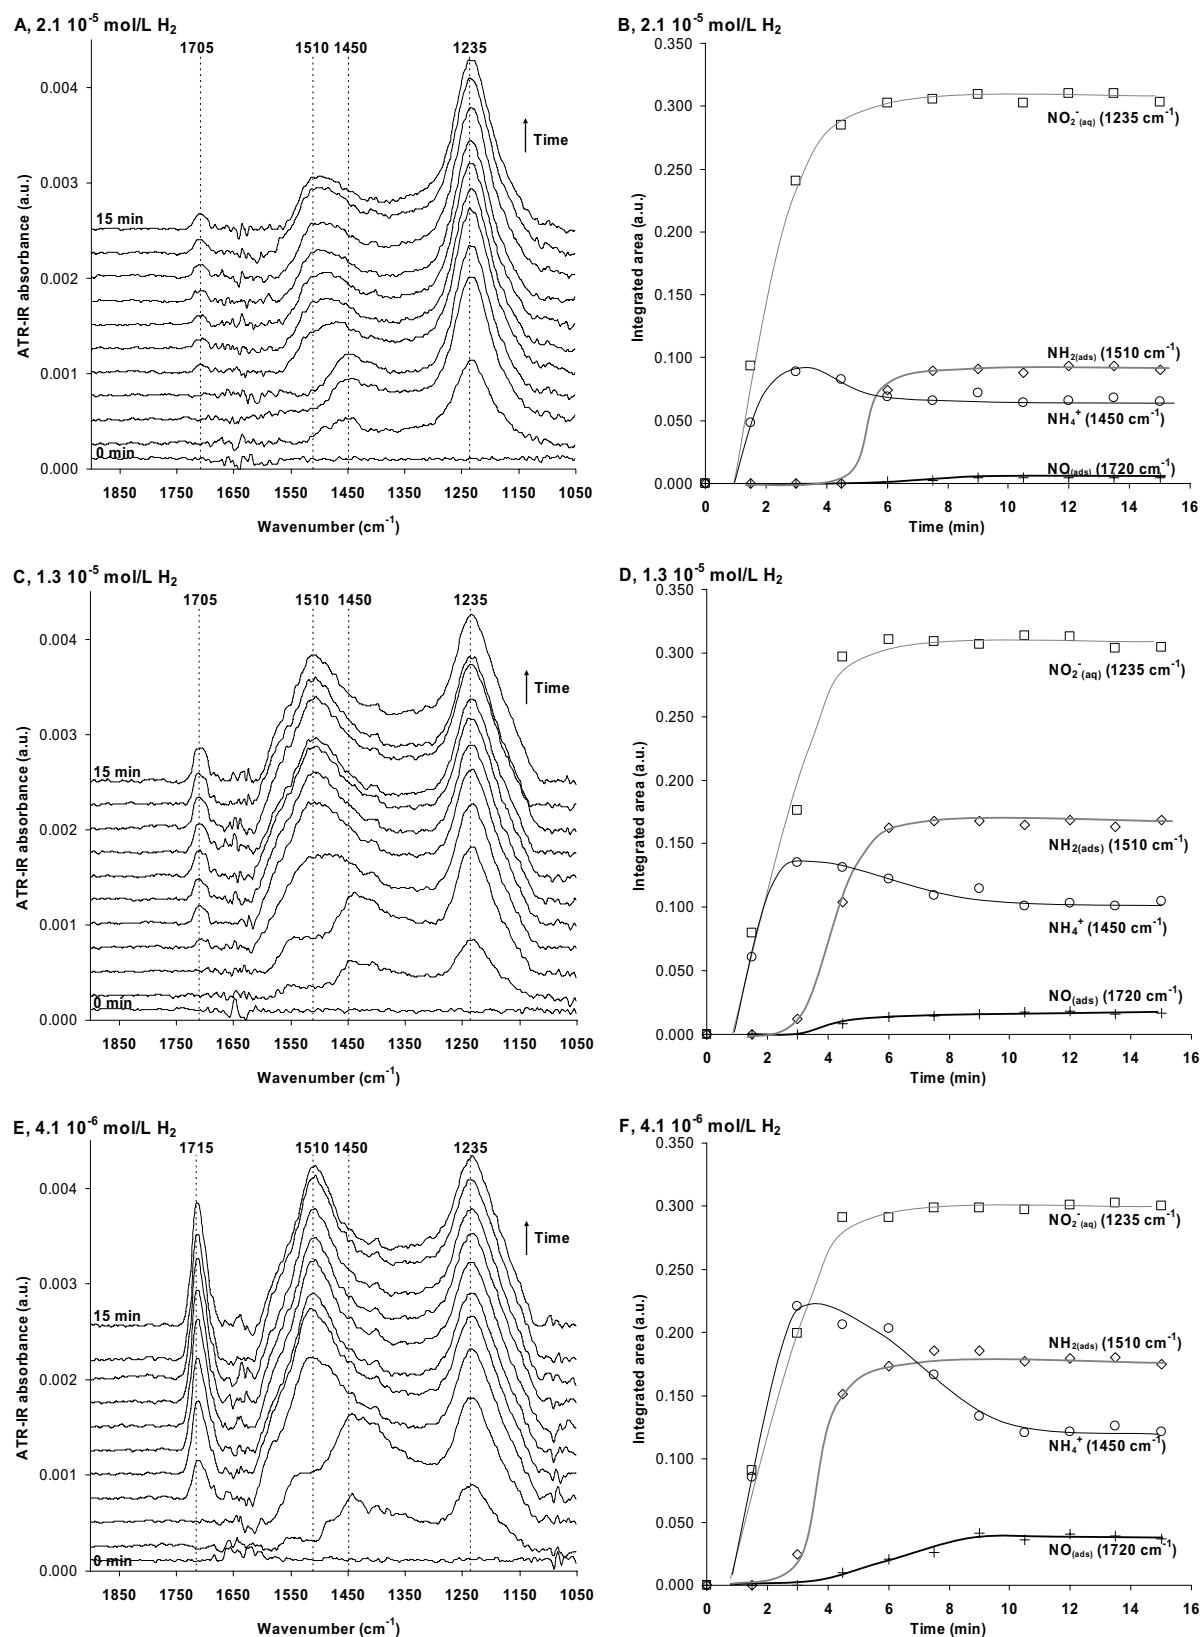 A, 2.1 10⁻⁵ mol/L H₂
1705 1510 1450 1235
0.004
0.003
0.002
0.001
0.000
ATR-IR absorbance (a.u.)
Time
15 min
0 min
1850 1750 1650 1550 1450 1350 1250 1150 1050
Wavenumber (cm⁻¹)
B, 2.1 10⁻⁵ mol/L H₂
0.350
0.300
0.250
0.200
0.150
0.100
0.050
0.000
Integrated area (a.u.)
NO₂⁻(aq) (1235 cm⁻¹)
NH₂(ads) (1510 cm⁻¹)
NH₄⁺ (1450 cm⁻¹)
NO(ads) (1720 cm⁻¹)
0 2 4 6 8 10 12 14 16
Time (min)
C, 1.3 10⁻⁵ mol/L H₂
1705 1510 1450 1235
0.004
0.003
0.002
0.001
0.000
ATR-IR absorbance (a.u.)
Time
15 min
0 min
1850 1750 1650 1550 1450 1350 1250 1150 1050
Wavenumber (cm⁻¹)
D, 1.3 10⁻⁵ mol/L H₂
0.350
0.300
0.250
0.200
0.150
0.100
0.050
0.000
Integrated area (a.u.)
NO₂⁻(aq) (1235 cm⁻¹)
NH₂(ads) (1510 cm⁻¹)
NH₄⁺ (1450 cm⁻¹)
NO(ads) (1720 cm⁻¹)
0 2 4 6 8 10 12 14 16
Time (min)
E, 4.1 10⁻⁶ mol/L H₂
1715 1510 1450 1235
0.004
0.003
0.002
0.001
0.000
ATR-IR absorbance (a.u.)
Time
15 min
0 min
1850 1750 1650 1550 1450 1350 1250 1150 1050
Wavenumber (cm⁻¹)
F, 4.1 10⁻⁶ mol/L H₂
0.350
0.300
0.250
0.200
0.150
0.100
0.050
0.000
Integrated area (a.u.)
NO₂⁻(aq) (1235 cm⁻¹)
NH₂(ads) (1510 cm⁻¹)
NH₄⁺ (1450 cm⁻¹)
NO(ads) (1720 cm⁻¹)
0 2 4 6 8 10 12 14 16
Time (min)